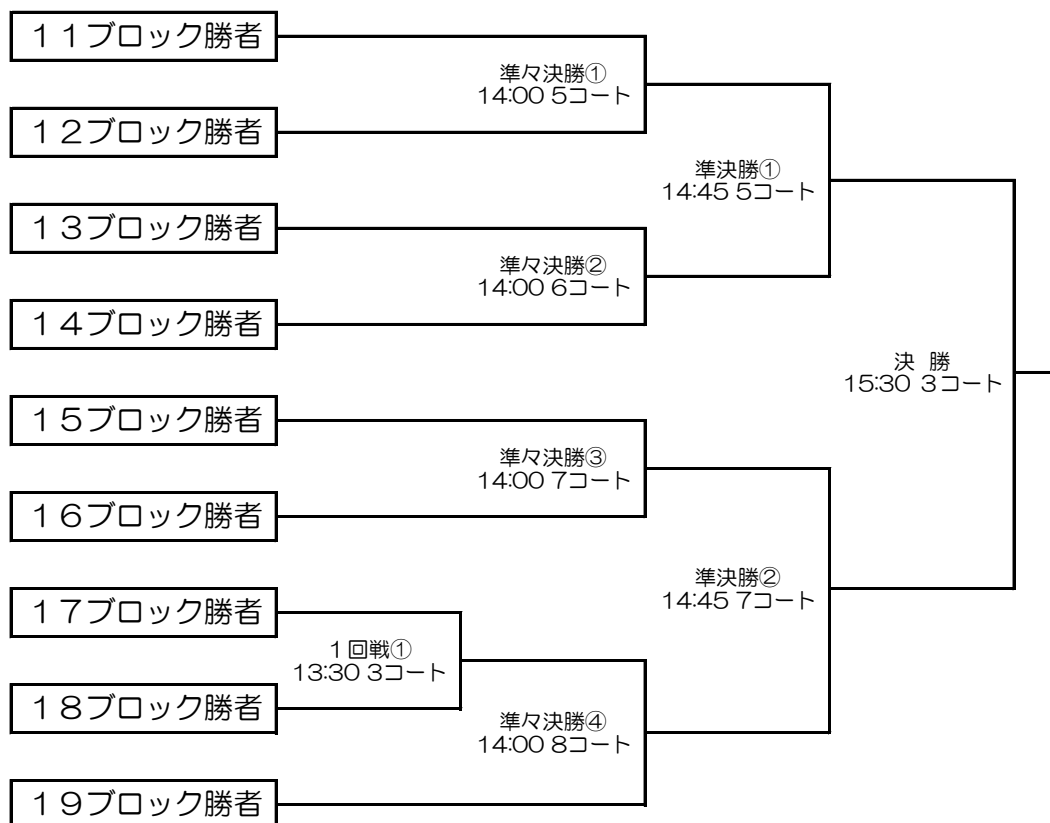 １１ブロック勝者
準々決勝①
14:00 5コート
１２ブロック勝者
準決勝①
14:45 5コート
１３ブロック勝者
準々決勝②
14:00 6コート
１４ブロック勝者
決 勝
15:30 3コート
１５ブロック勝者
準々決勝③
14:00 7コート
１６ブロック勝者
準決勝②
14:45 7コート
１７ブロック勝者
１回戦①
13:30 3コート
１８ブロック勝者
準々決勝④
14:00 8コート
１９ブロック勝者